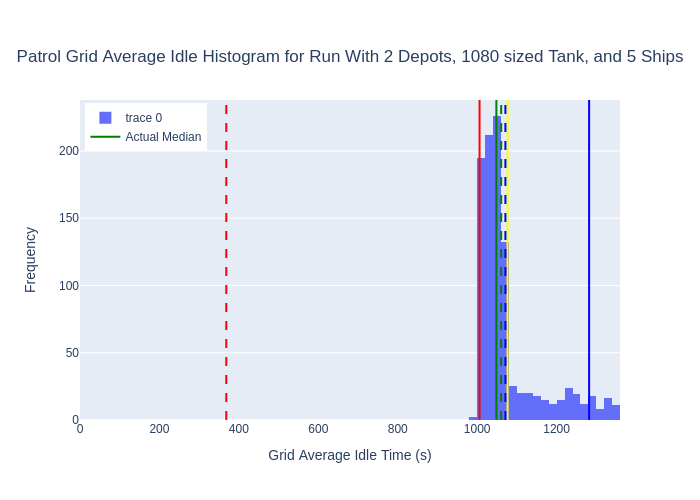 Patrol Grid Average Idle Histogram for Run With 2 Depots, 1080 sized Tank, and 5 Ships
trace 0
Actual Median
200
150
100
50
0
Frequency
0 200 400 600 800 1000 1200
Grid Average Idle Time (s)